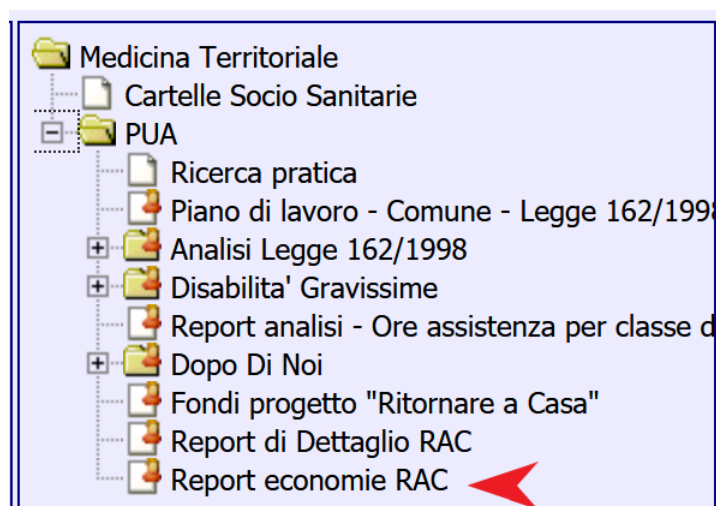 Medicina Territoriale
Cartelle Socio Sanitarie
PUA
Ricerca pratica
Piano di lavoro - Comune - Legge 162/1998
Analisi Legge 162/1998
Disabilita' Gravissime
Report analisi - Ore assistenza per classe d
Dopo Di Noi
Fondi progetto "Ritornare a Casa"
Report di Dettaglio RAC
Report economie RAC